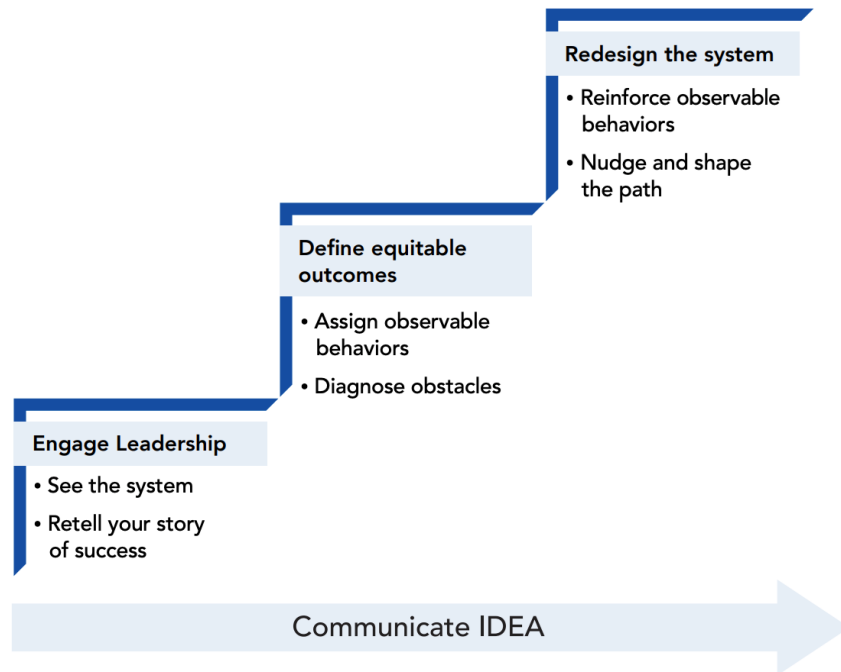 Redesign the system
• Reinforce observable
behaviors
• Nudge and shape
the path
Define equitable
outcomes
• Assign observable
behaviors
• Diagnose obstacles
Engage Leadership
• See the system
• Retell your story
of success
Communicate IDEA